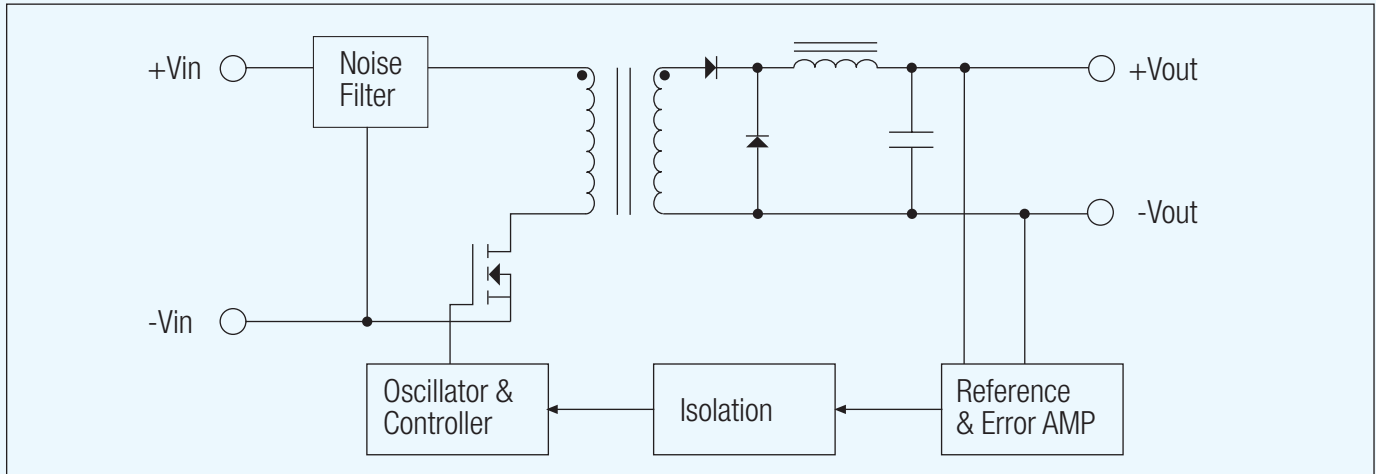 +Vin
Noise
Filter
+Vout
-Vout
-Vin
Oscillator &
Controller
Isolation
Reference
& Error AMP